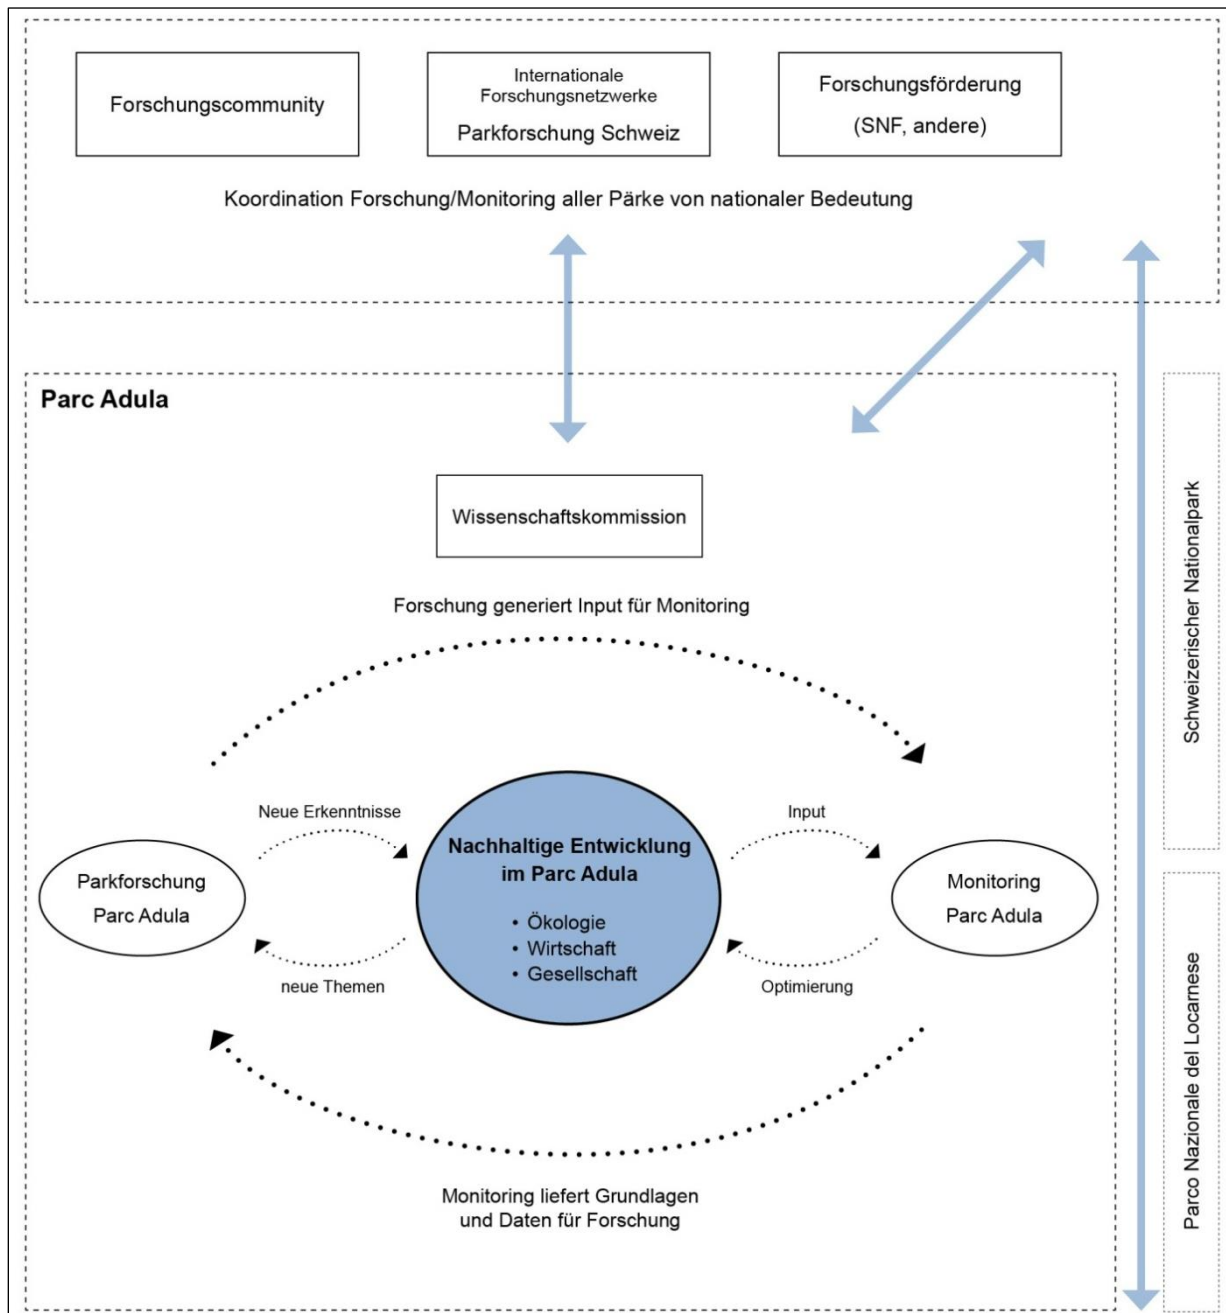 Forschungscommunity
Internationale
Forschungsnetzwerke
Parkforschung Schweiz
Forschungsförderung
(SNF, andere)
Koordination Forschung/Monitoring aller Pärke von nationaler Bedeutung
Parc Adula
Wissenschaftskommission
Forschung generiert Input für Monitoring
Neue Erkenntnisse
Input
Parkforschung
Parc Adula
Nachhaltige Entwicklung
im Parc Adula
• Ökologie
• Wirtschaft
• Gesellschaft
Monitoring
Parc Adula
neue Themen
Optimierung
Monitoring liefert Grundlagen
und Daten für Forschung
Schweizerischer Nationalpark
Parco Nazionale del Locarnese